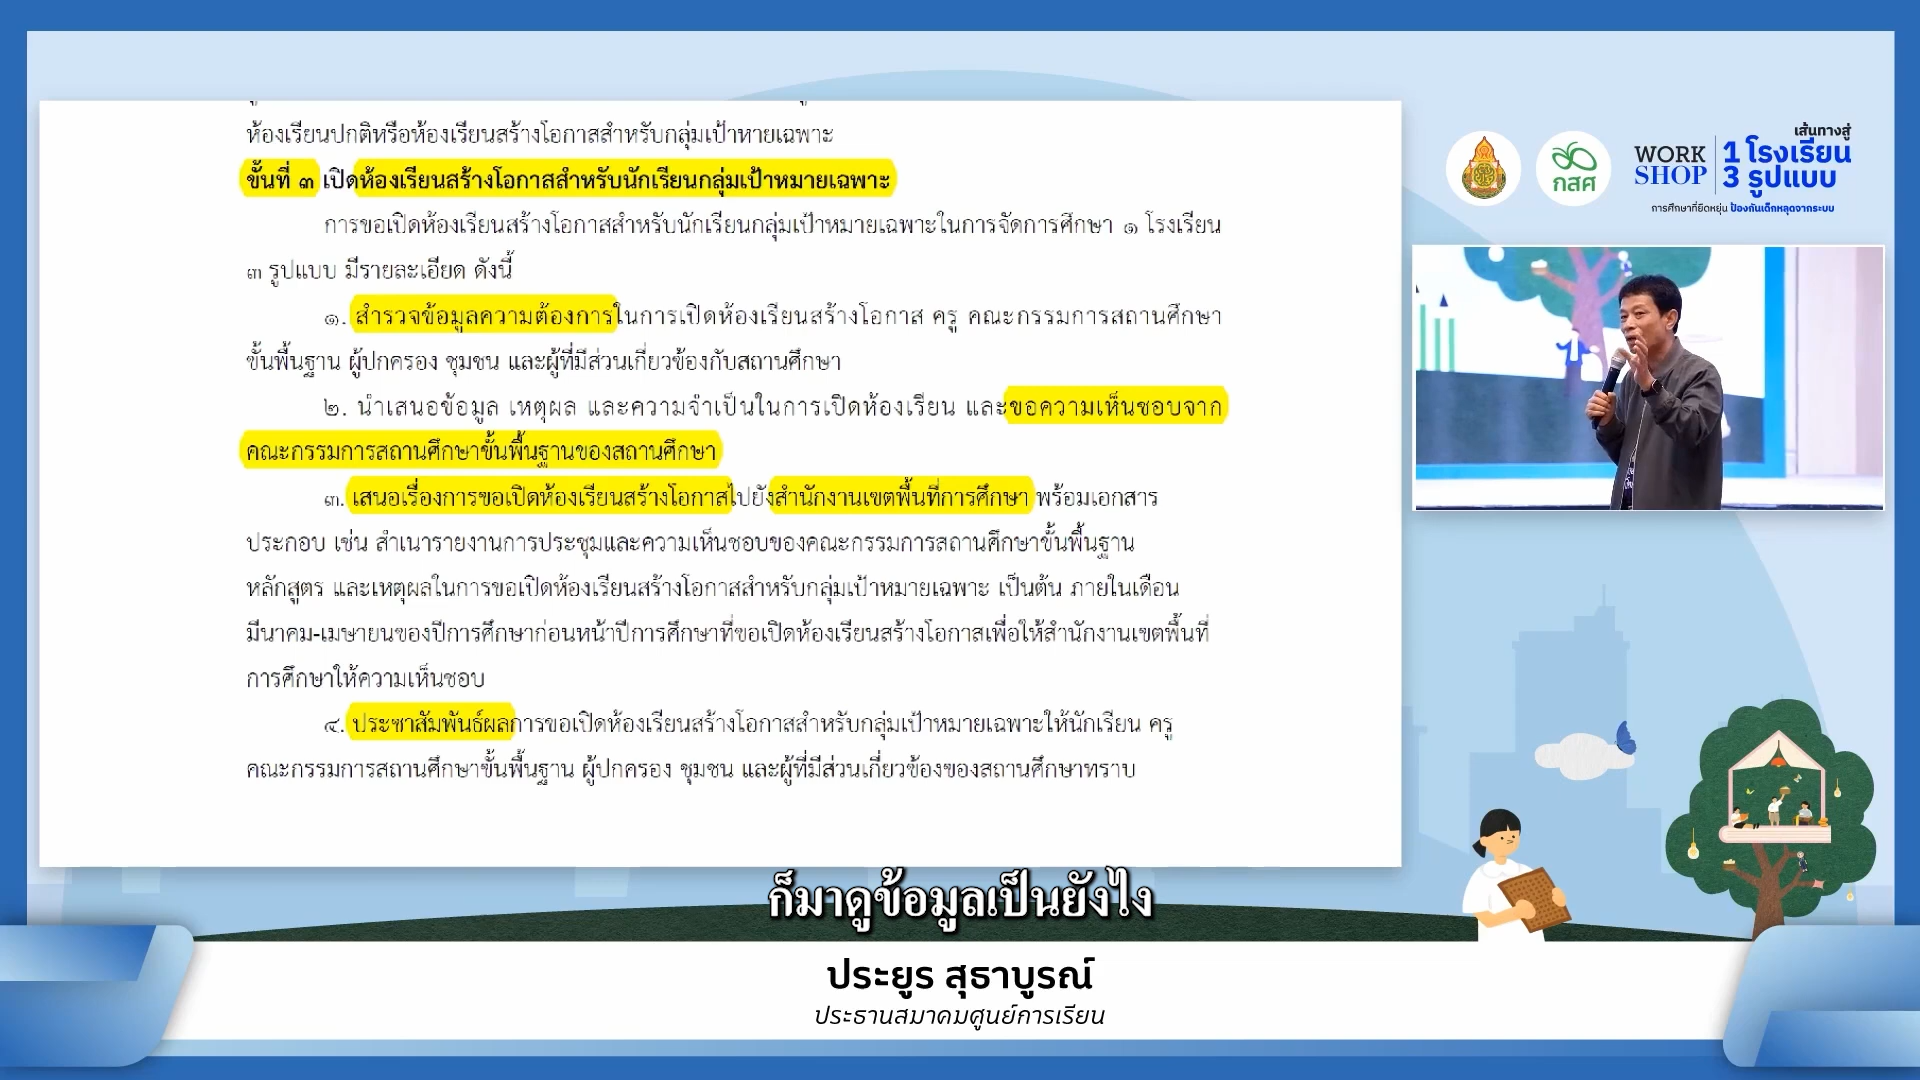 ห้องเรียนปกติหรือห้องเรียนสร้างโอกาสสำหรับกลุ่มเป้าหายเฉพาะ
ขั้นที่ ๓ เปิดห้องเรียนสร้างโอกาสสำหรับนักเรียนกลุ่มเป้าหมายเฉพาะ
การขอเปิดห้องเรียนสร้างโอกาสสำหรับนักเรียนกลุ่มเป้าหมายเฉพาะในการจัดการศึกษา ๑ โรงเรียน
๓ รูปแบบ มีรายละเอียด ดังนี้
๑. สำรวจข้อมูลความต้องการในการเปิดห้องเรียนสร้างโอกาส ครู คณะกรรมการสถานศึกษา
ขั้นพื้นฐาน ผู้ปกครอง ชุมชน และผู้ที่มีส่วนเกี่ยวข้องกับสถานศึกษา
๒. นำเสนอข้อมูล เหตุผล และความจำเป็นในการเปิดห้องเรียน และขอความเห็นชอบจาก
คณะกรรมการสถานศึกษาขั้นพื้นฐานของสถานศึกษา
๓. เสนอเรื่องการขอเปิดห้องเรียนสร้างโอกาสไปยังสำนักงานเขตพื้นที่การศึกษา พร้อมเอกสาร
ประกอบ เช่น สำเนารายงานการประชุมและความเห็นชอบของคณะกรรมการสถานศึกษาขั้นพื้นฐาน
หลักสูตร และเหตุผลในการขอเปิดห้องเรียนสร้างโอกาสสำหรับกลุ่มเป้าหมายเฉพาะ เป็นต้น ภายในเดือน
มีนาคม-เมษายนของปีการศึกษาก่อนหน้าปีการศึกษาที่ขอเปิดห้องเรียนสร้างโอกาสเพื่อให้สำนักงานเขตพื้นที่
การศึกษาให้ความเห็นชอบ
๔. ประชาสัมพันธ์ผลการขอเปิดห้องเรียนสร้างโอกาสสำหรับกลุ่มเป้าหมายเฉพาะให้นักเรียน ครู
คณะกรรมการสถานศึกษาขั้นพื้นฐาน ผู้ปกครอง ชุมชน และผู้ที่มีส่วนเกี่ยวข้องของสถานศึกษาทราบ
กสศ
WORK
SHOP
เส้นทางสู่
1 โรงเรียน
3 รูปแบบ
การศึกษาที่ยืดหยุ่น ป้องกันเด็กหลุดจากระบบ
ก็มาดูข้อมูลเป็นยังไง
ประยูร สุธาบูรณ์
ประธานสมาคมศูนย์การเรียน